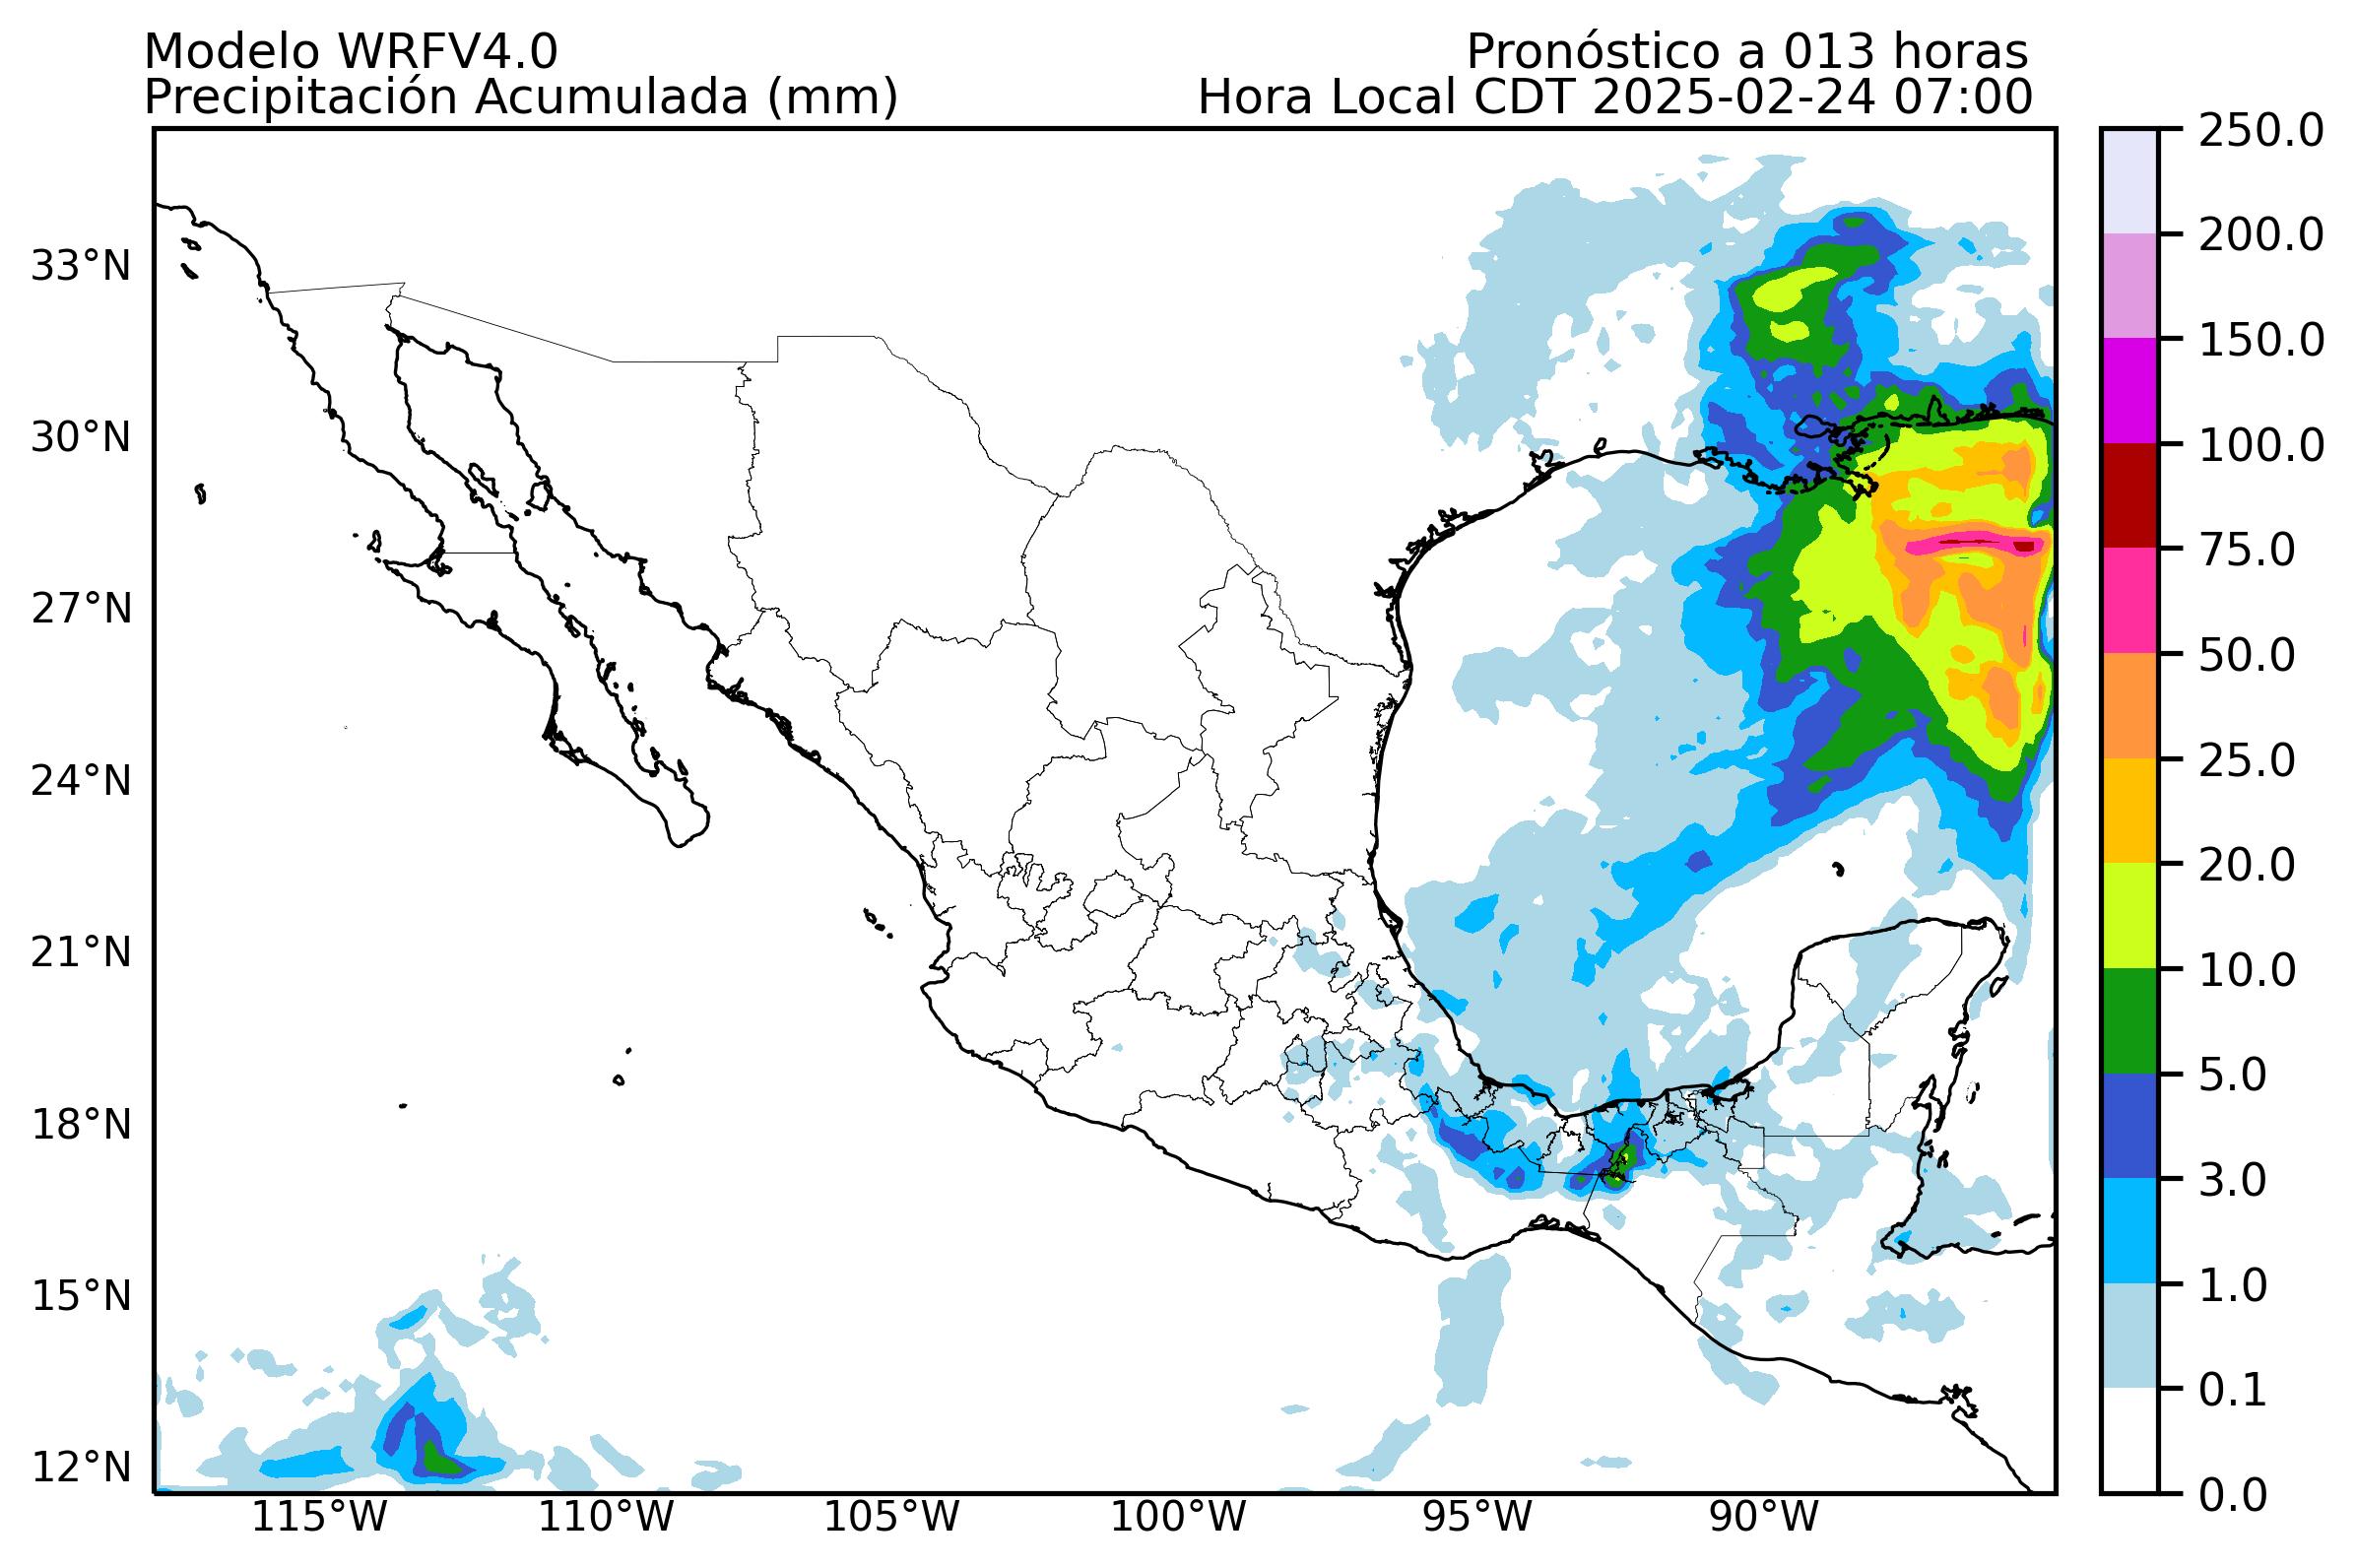 Modelo WRFV4.0
Pronóstico a 013 horas
Precipitación Acumulada (mm)
Hora Local CDT 2025-02-24 07:00
250.0
200.0
150.0
100.0
75.0
50.0
25.0
20.0
10.0
5.0
3.0
1.0
0.1
0.0
33°N
30°N
27°N
24°N
21°N
18°N
15°N
12°N
115°W
110°W
105°W
100°W
95°W
90°W